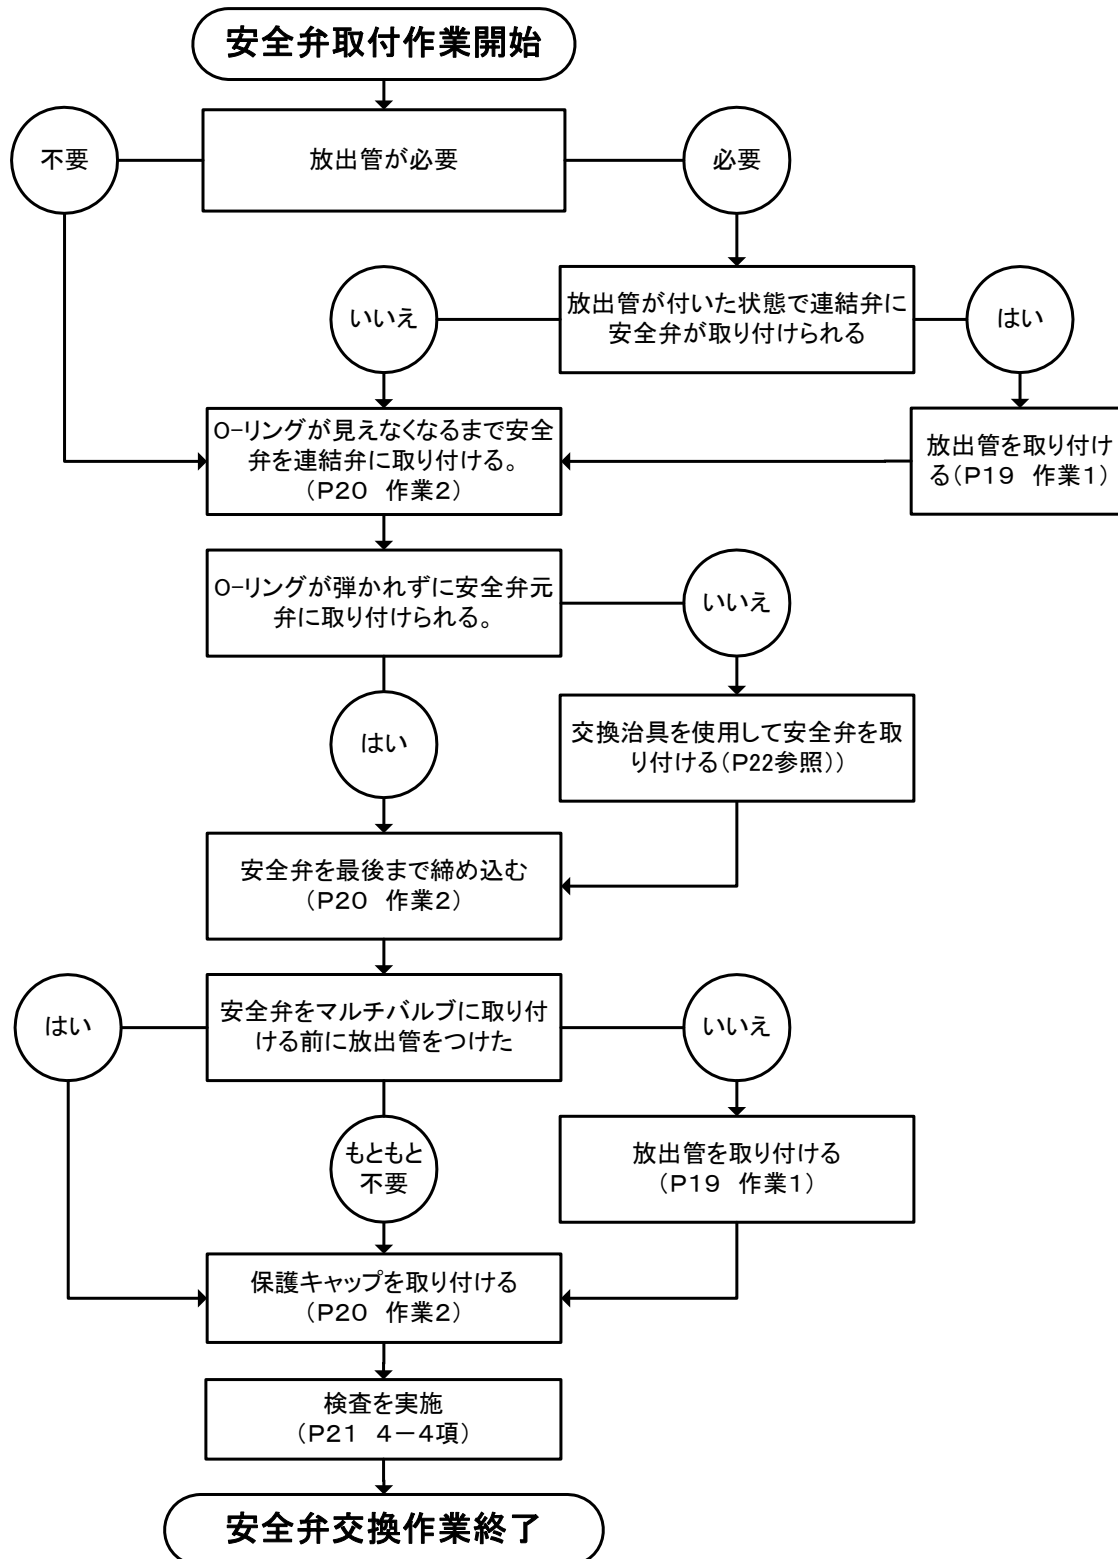 安全弁取付作業開始
不要
放出管が必要
必要
いいえ
放出管が付いた状態で連結弁に
安全弁が取り付けられる
はい
O-リングが見えなくなるまで安全
弁を連結弁に取り付ける。
(P20 作業2)
放出管を取り付け
る(P19 作業1)
O-リングが弾かれずに安全弁元
弁に取り付けられる。
いいえ
はい
交換治具を使用して安全弁を取
り付ける(P22参照))
安全弁を最後まで締め込む
(P20 作業2)
はい
安全弁をマルチバルブに取り付
ける前に放出管をつけた
いいえ
もともと
不要
放出管を取り付ける
(P19 作業1)
保護キャップを取り付ける
(P20 作業2)
検査を実施
(P21 4-4項)
安全弁交換作業終了